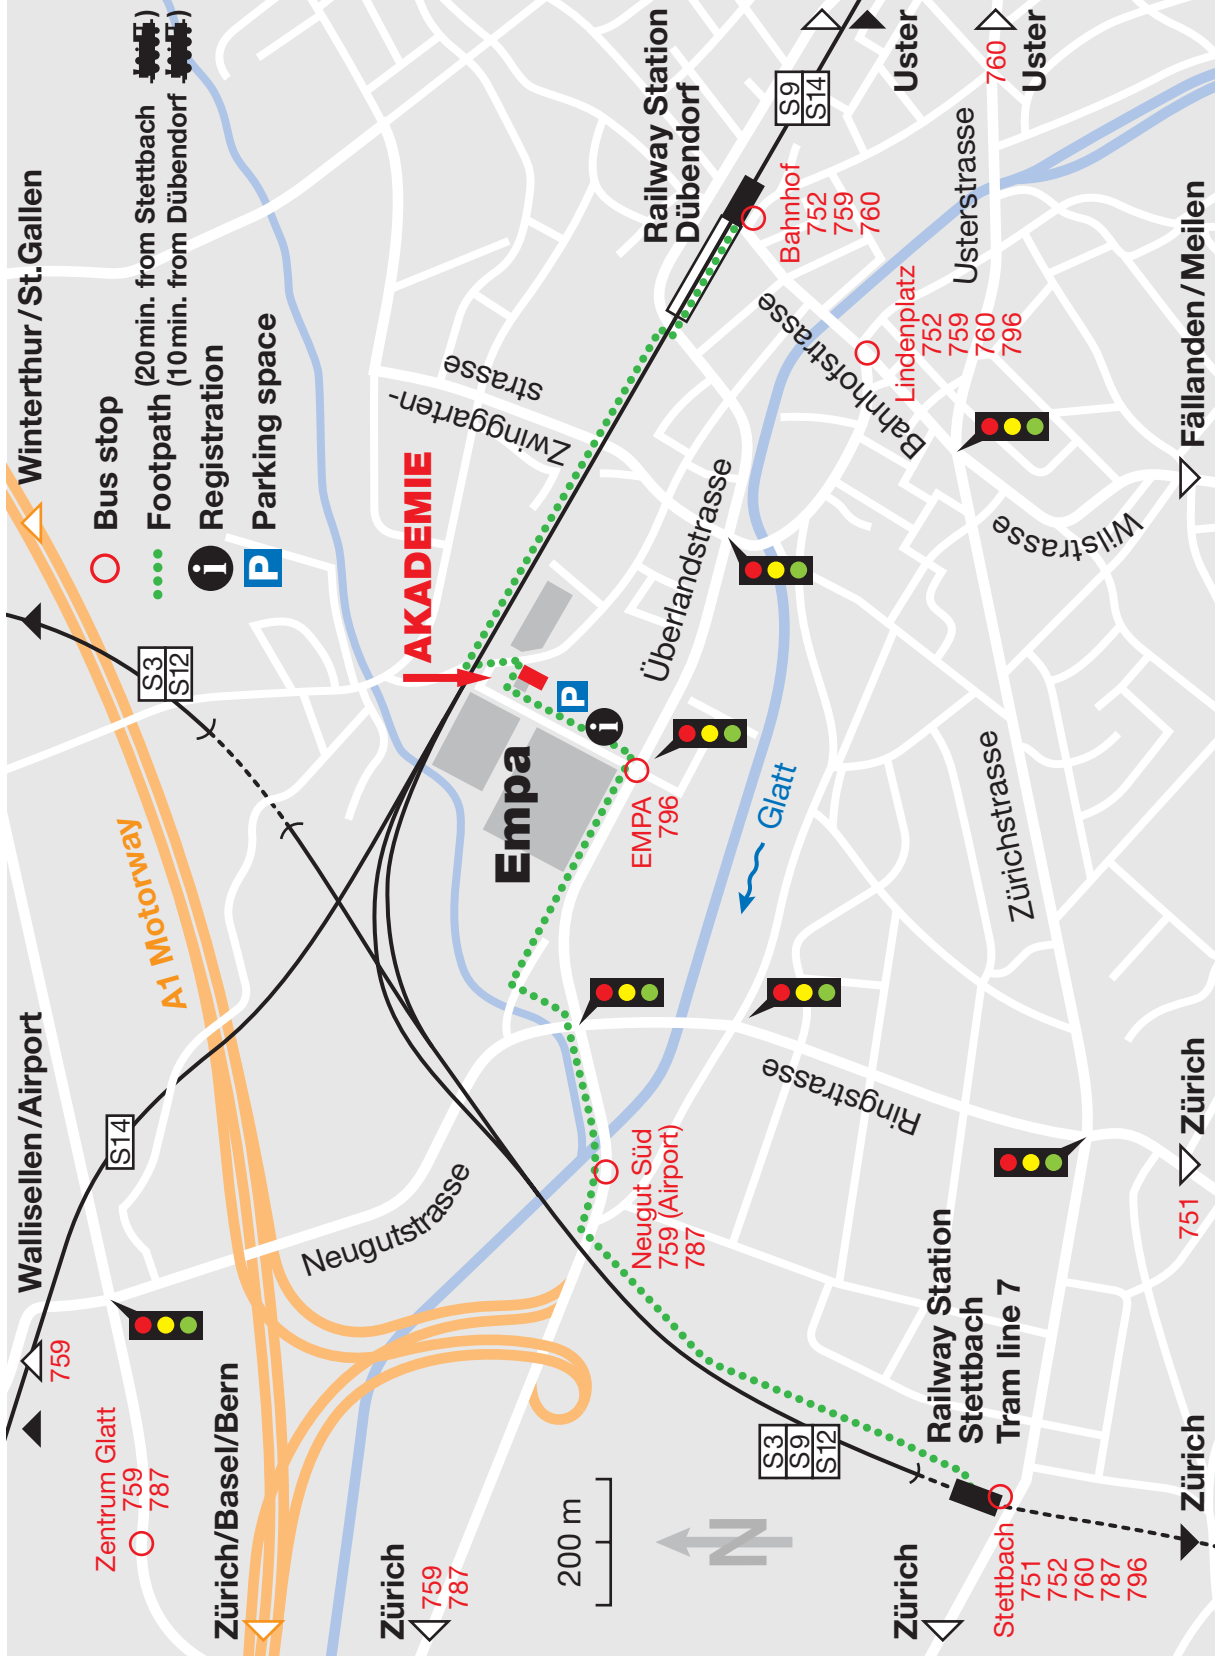 Winterthur/St.Gallen
Bus stop
Footpath (20min. from Stettbach
(10min. from Dübendorf
)
)
Registration
Parking space
i
P
S3
S12
A1 Motorway
Wallisellen/Airport
S14
759
Zentrum Glatt
759
787
Zürich/Basel/Bern
Zürich
759
787
Neugutstrasse
200 m
N
AKADEMIE
Empa
P
i
EMPA
796
Zwinggarten-
strasse
Überlandstrasse
Railway Station
Dübendorf
S9
S14
Uster
760
Uster
Bahnhof
752
759
760
Bahnhofstrasse
Lindenplatz
752
759
760
796
Usterstrasse
Wilstrasse
Fällanden/Meilen
Glatt
Zürichstrasse
Ringstrasse
Neugut Süd
759 (Airport)
787
Zürich
751
Railway Station
Stettbach
Tram line 7
S3
S9
S12
Zürich
Stettbach
751
752
760
787
796
Zürich